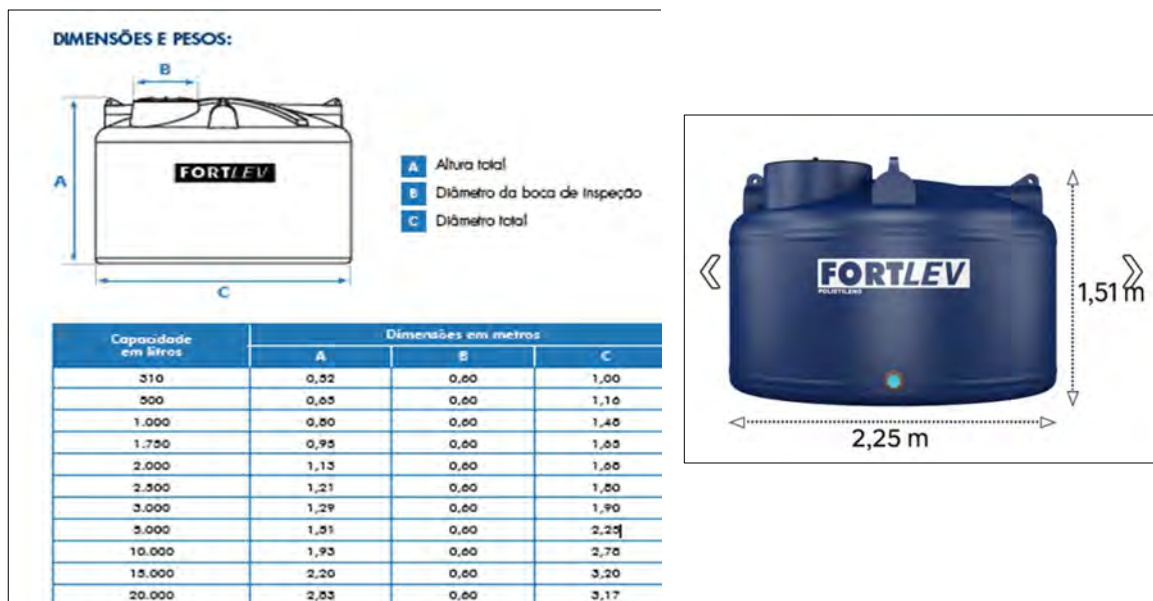 DIMENSÕES E PESOS:
B
A
FORTLEV
C
A Altura total
B Diâmetro da boca de inspeção
C Diâmetro total
Capacidade em litros
Dimensões em metros
A B C
310 0,52 0,60 1,00
500 0,65 0,60 1,16
1.000 0,80 0,60 1,48
1.750 0,95 0,60 1,65
2.000 1,13 0,60 1,68
2.500 1,21 0,60 1,80
3.000 1,29 0,60 1,90
5.000 1,51 0,60 2,25
10.000 1,93 0,60 2,78
15.000 2,20 0,60 3,20
20.000 2,83 0,60 3,17
FORTLEV
POLIETILENO
1,51 m
2,25 m